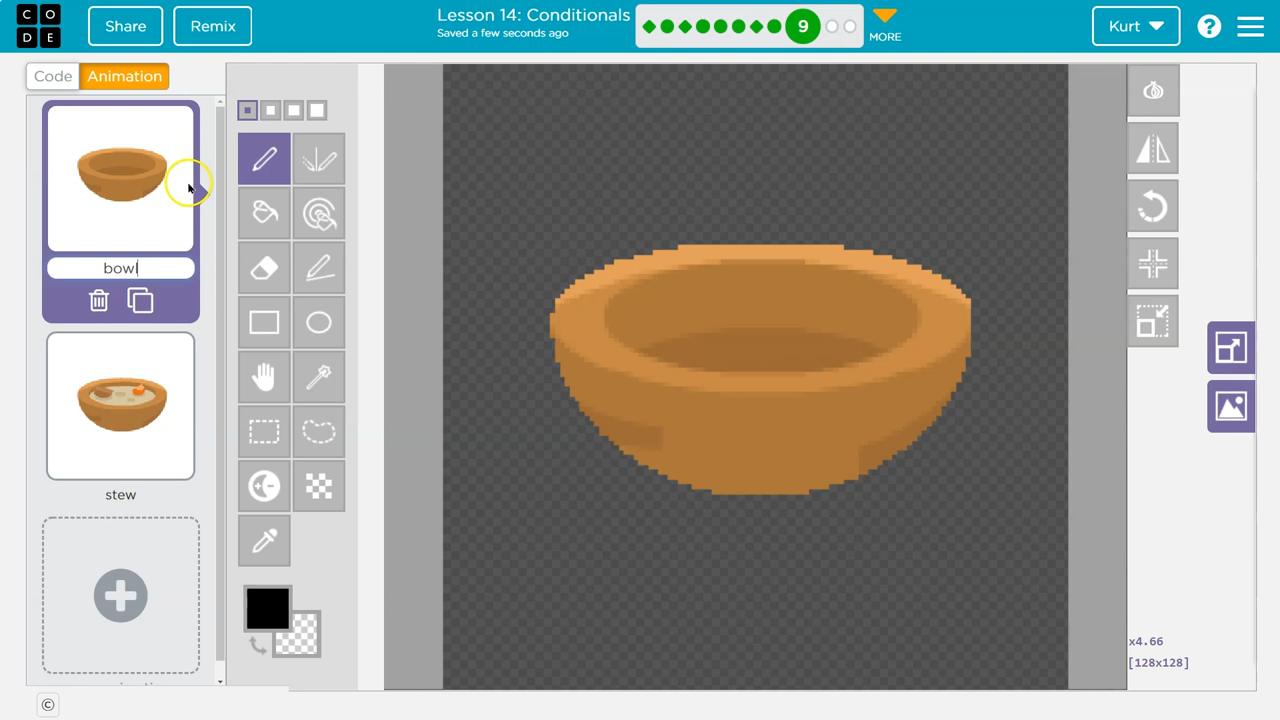 C O
D E
Share
Remix
Lesson 14: Conditionals
Saved a few seconds ago
9
MORE
Kurt
?
Code
Animation
bowl
stew
x4.66
[128x128]
©